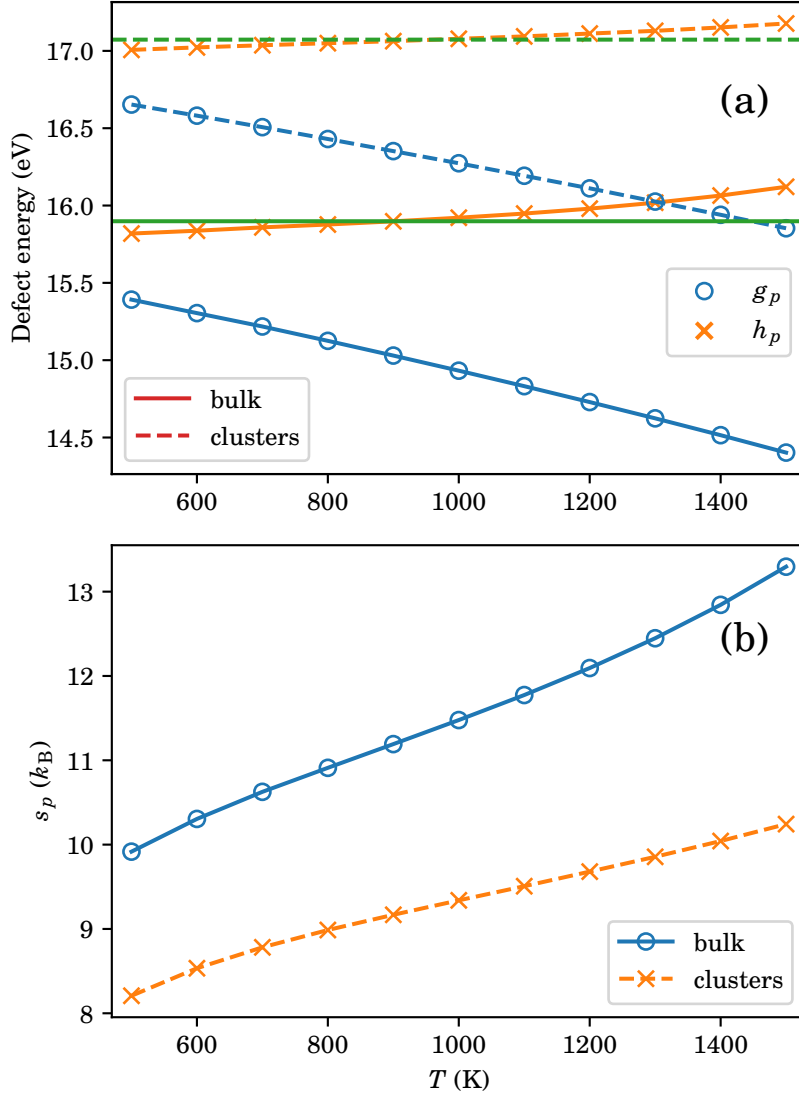 17.0
16.5
16.0
15.5
15.0
14.5
Defect energy (eV)
(a)
g_p
h_p
bulk
clusters
600 800 1000 1200 1400
13
12
11
10
9
8
s_p (k_B)
(b)
bulk
clusters
600 800 1000 1200 1400
T (K)